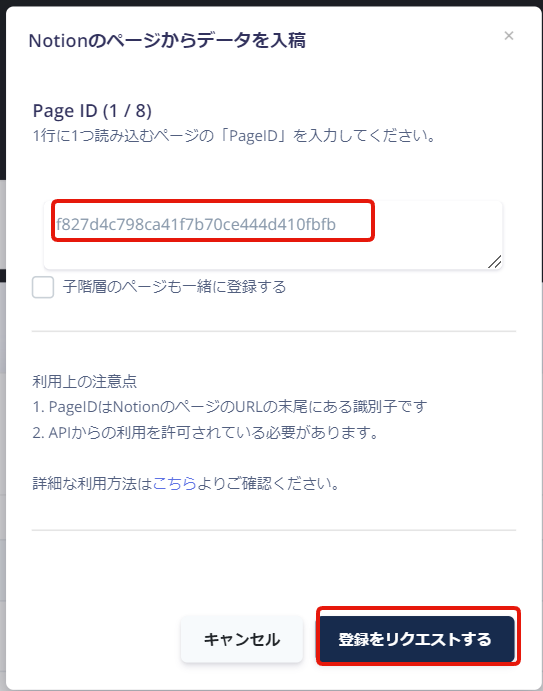 Notionのページからデータを入稿
×
Page ID (1 / 8)
1行に1つ読み込むページの「PageID」を入力してください。
f827d4c798ca41f7b70ce444d410fbfb
子階層のページも一緒に登録する
利用上の注意点
1. PageIDはNotionのページのURLの末尾にある識別子です
2. APIからの利用を許可されている必要があります。
詳細な利用方法はこちらよりご確認ください。
キャンセル 登録をリクエストする